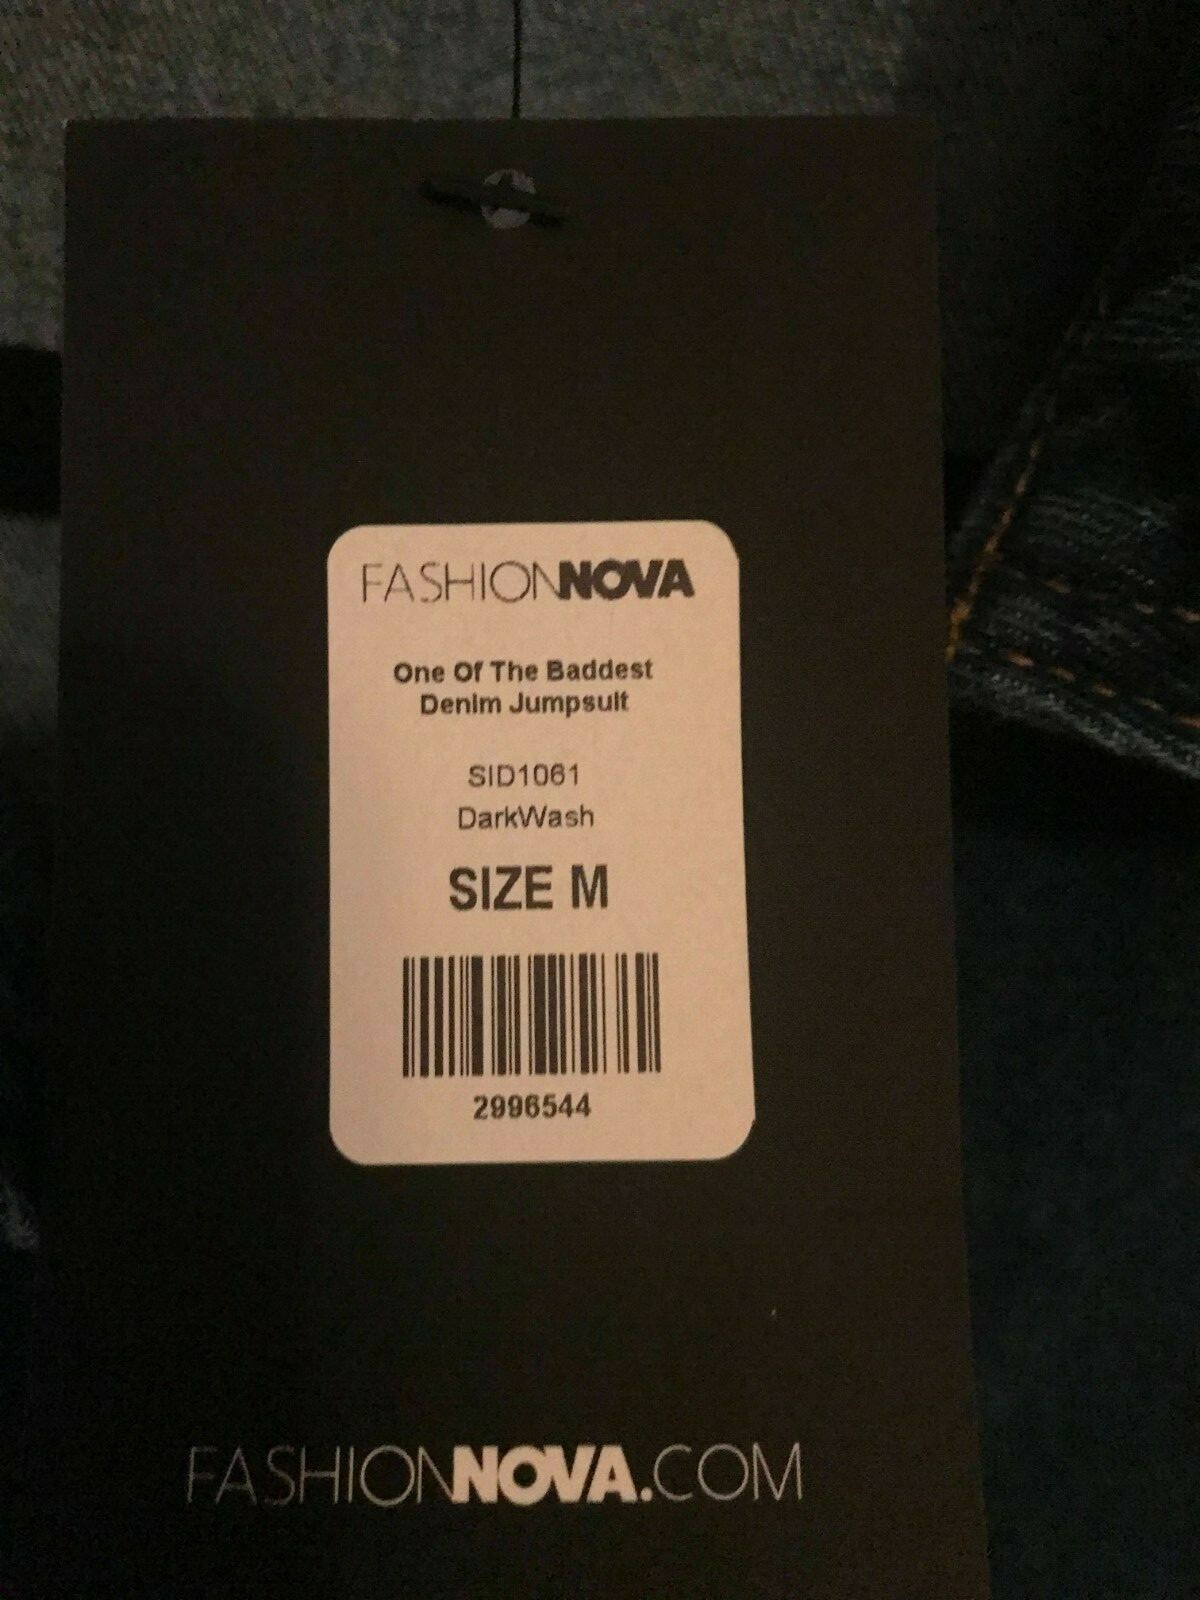 FASHIONNOVA
One Of The Baddest
Denim Jumpsuit
SID1061
DarkWash
SIZE M
2996544
FASHIONNOVA.COM